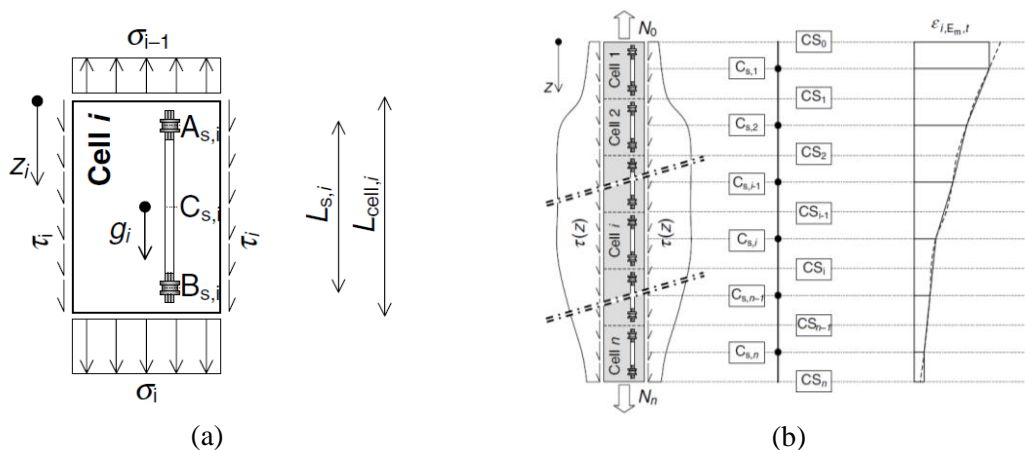 σi−1
Cell i
As,i
zi
Cs,i
gi
τi
τi
Bs,i
Ls,i
Lcell,i
σi
(a)
N0
εi,Em,t
z
Cell 1
Cell 2
Cell i
Cell n
τ(z)
τ(z)
Nn
CS0
Cs,1
CS1
Cs,2
CS2
Cs,i-1
CSi-1
Cs,i
CSi
Cs,n−1
CSn−1
Cs,n
CSn
(b)